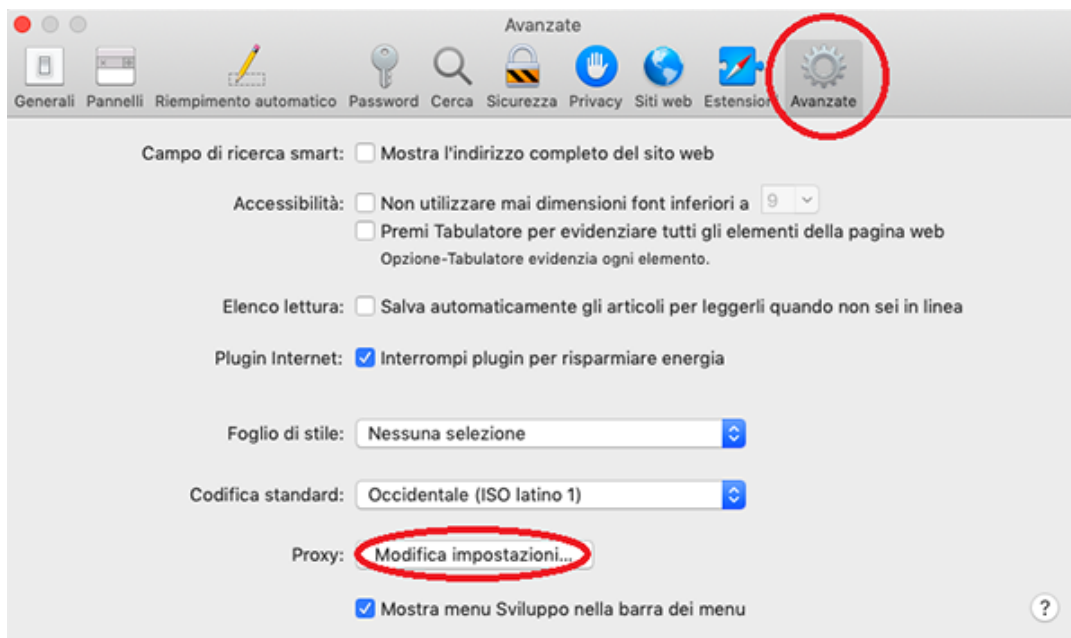 Avanzate
Generali Pannelli Riempimento automatico Password Cerca Sicurezza Privacy Siti web Estensioni Avanzate
Campo di ricerca smart: Mostra l'indirizzo completo del sito web
Accessibilità: Non utilizzare mai dimensioni font inferiori a 9
Premi Tabulatore per evidenziare tutti gli elementi della pagina web
Opzione-Tabulatore evidenzia ogni elemento.
Elenco lettura: Salva automaticamente gli articoli per leggerli quando non sei in linea
Plugin Internet: Interrompi plugin per risparmiare energia
Foglio di stile: Nessuna selezione
Codifica standard: Occidentale (ISO latino 1)
Proxy: Modifica impostazioni...
Mostra menu Sviluppo nella barra dei menu ?